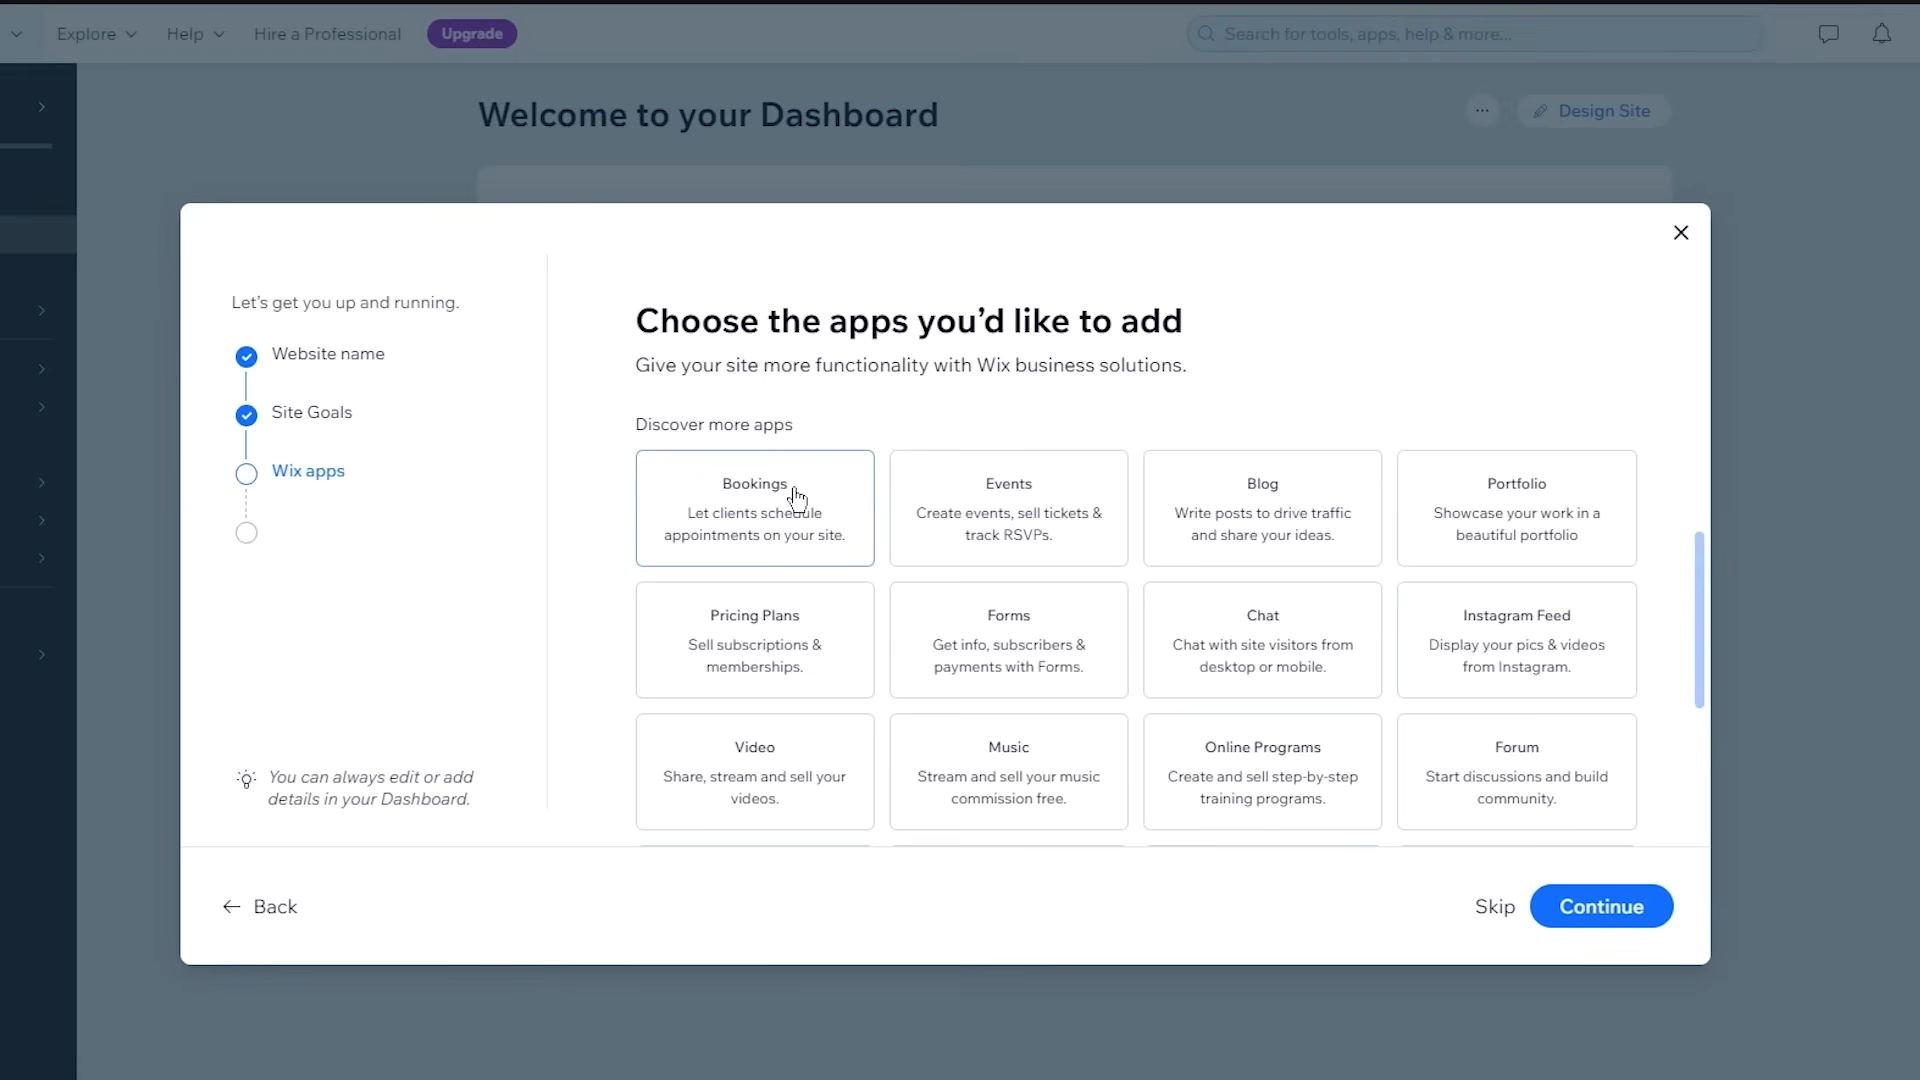 Explore Help Hire a Professional Upgrade Search for tools, apps, help & more...
Welcome to your Dashboard
... Design Site
Let's get you up and running.
Website name
Site Goals
Wix apps
You can always edit or add
details in your Dashboard.
Choose the apps you'd like to add
Give your site more functionality with Wix business solutions.
Discover more apps
Bookings
Let clients schedule
appointments on your site.
Events
Create events, sell tickets &
track RSVPs.
Blog
Write posts to drive traffic
and share your ideas.
Portfolio
Showcase your work in a
beautiful portfolio
Pricing Plans
Sell subscriptions &
memberships.
Forms
Get info, subscribers &
payments with Forms.
Chat
Chat with site visitors from
desktop or mobile.
Instagram Feed
Display your pics & videos
from Instagram.
Video
Share, stream and sell your
videos.
Music
Stream and sell your music
commission free.
Online Programs
Create and sell step-by-step
training programs.
Forum
Start discussions and build
community.
Back
Skip
Continue